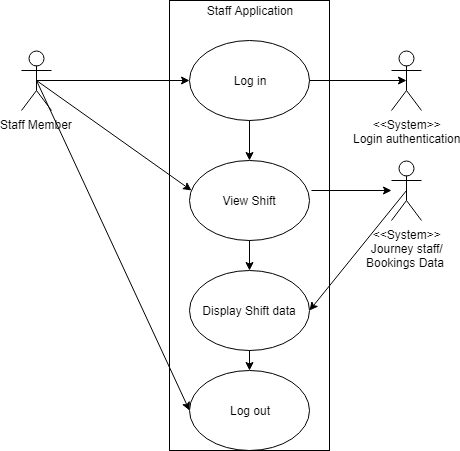 Staff Application
Log in
Staff Member
<<System>>
Login authentication
View Shift
<<System>>
Journey staff/
Bookings Data
Display Shift data
Log out